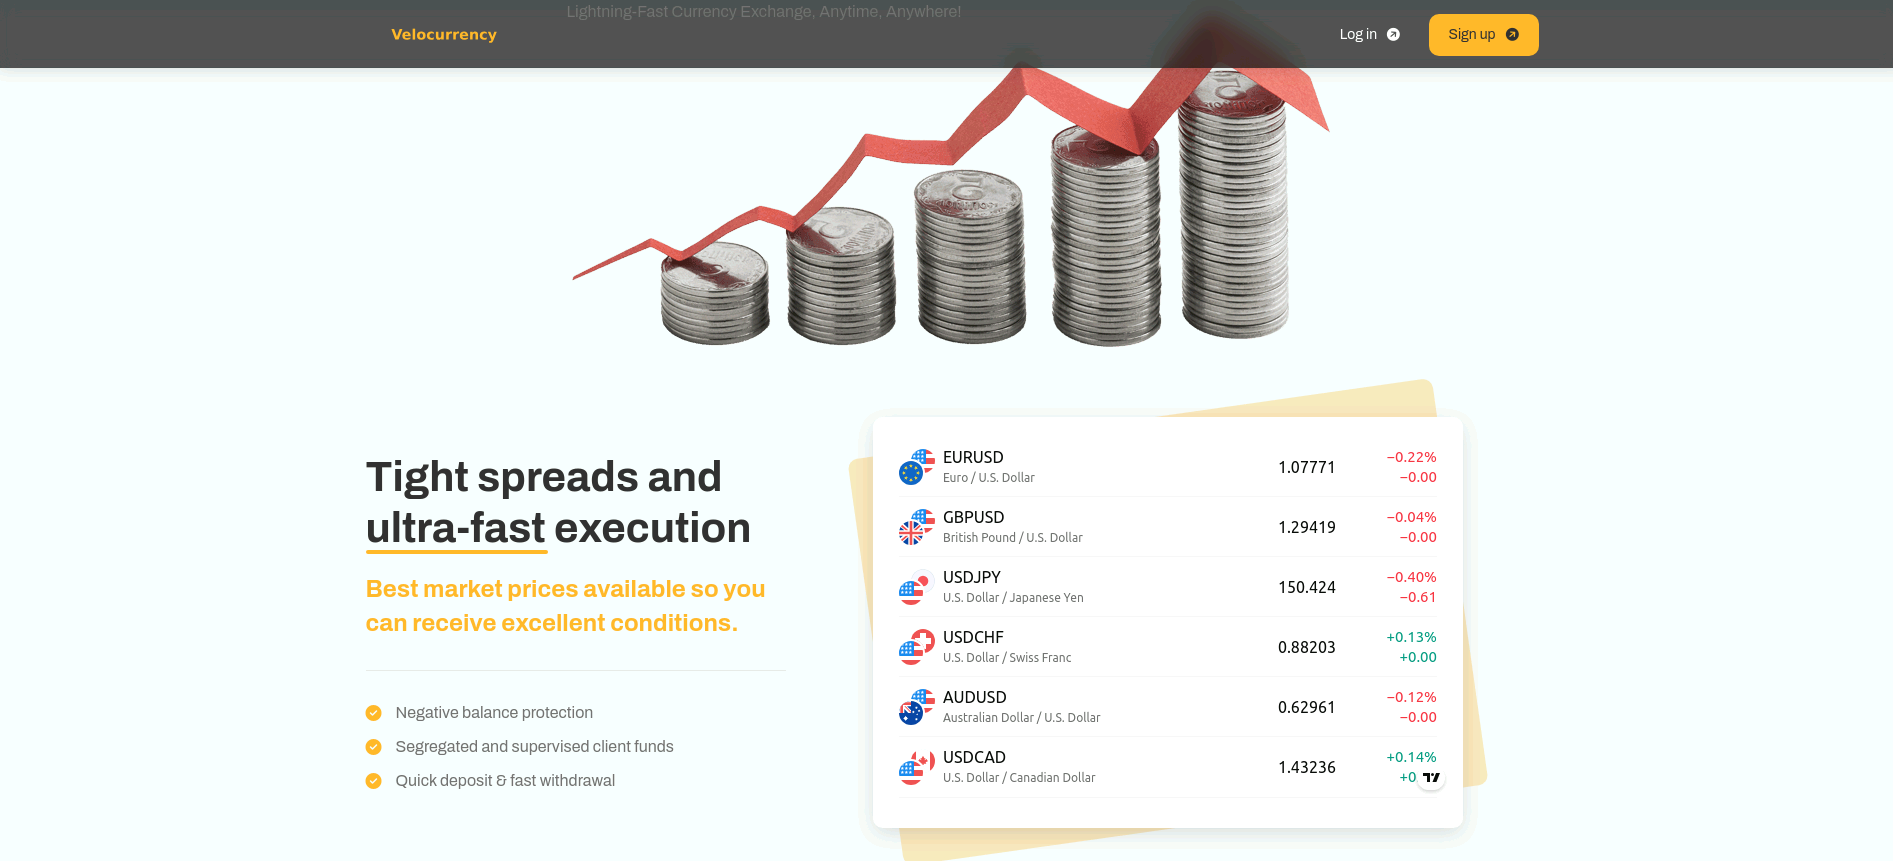 Lightning-Fast Currency Exchange, Anytime, Anywhere!
Velocurrency
Log in
Sign up
Tight spreads and
ultra-fast execution
Best market prices available so you
can receive excellent conditions.
Negative balance protection
Segregated and supervised client funds
Quick deposit & fast withdrawal
EURUSD
Euro / U.S. Dollar
1.07771
−0.22%
−0.00
GBPUSD
British Pound / U.S. Dollar
1.29419
−0.04%
−0.00
USDJPY
U.S. Dollar / Japanese Yen
150.424
−0.40%
−0.61
USDCHF
U.S. Dollar / Swiss Franc
0.88203
+0.13%
+0.00
AUDUSD
Australian Dollar / U.S. Dollar
0.62961
−0.12%
−0.00
USDCAD
U.S. Dollar / Canadian Dollar
1.43236
+0.14%
+0